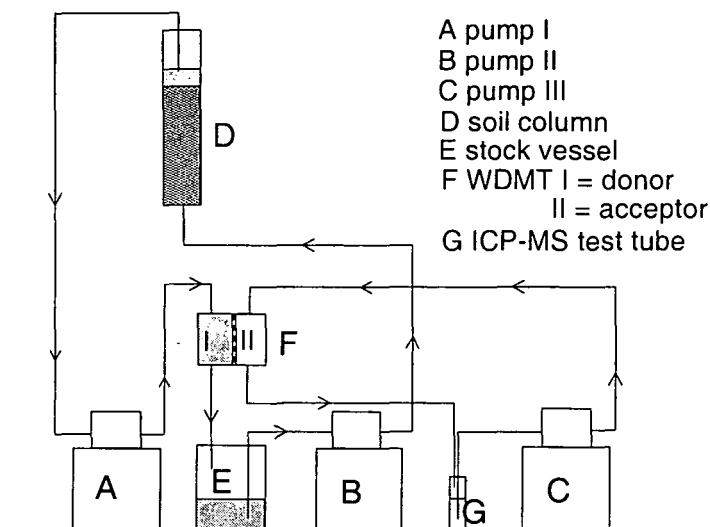 A pump I
B pump II
C pump III
D soil column
E stock vessel
F WDMT I = donor
II = acceptor
G ICP-MS test tube
D
I II F
A
E
B
G
C